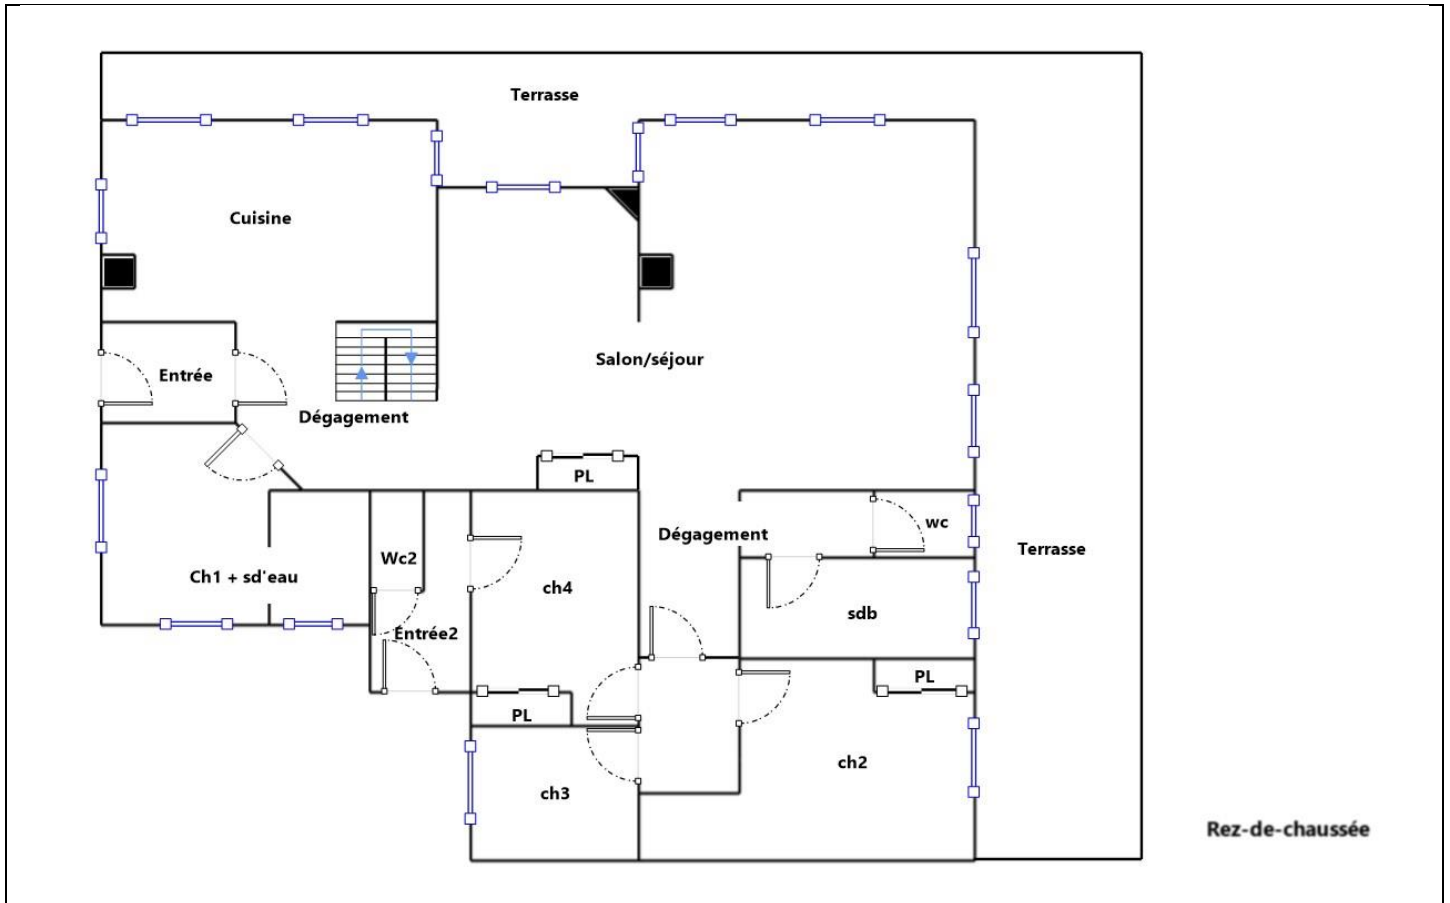 Terrasse
Cuisine
Salon/séjour
Entrée
Dégagement
PL
wc
Dégagement
Terrasse
Wc2
Ch1 + sd'eau
ch4
sdb
Entrée2
PL
PL
ch2
ch3
Rez-de-chaussée